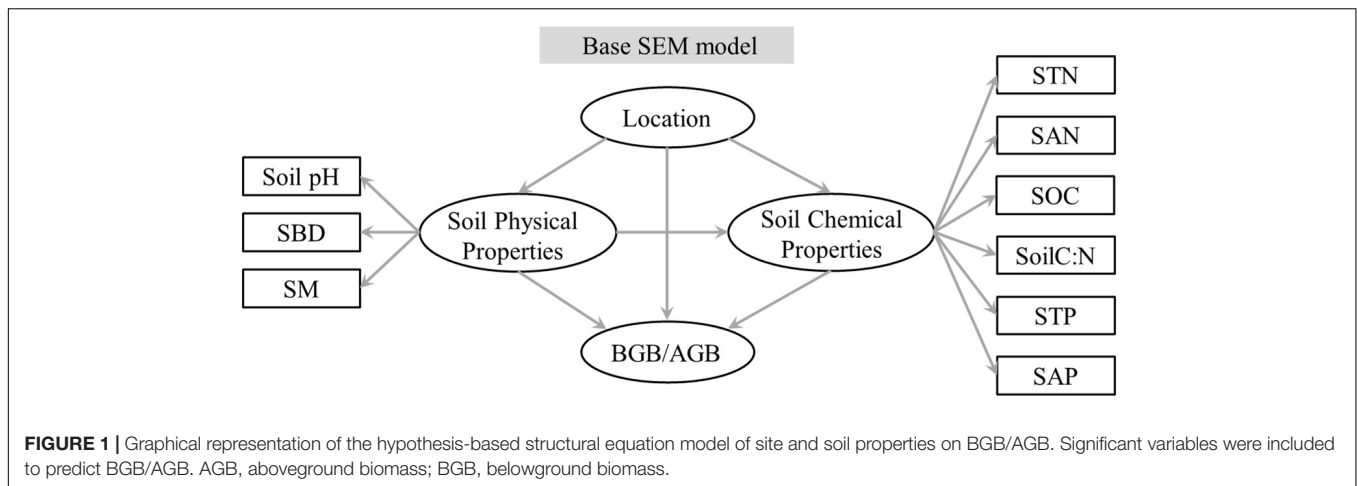 Base SEM model
Location
Soil pH
SBD
SM
Soil Physical
Properties
Soil Chemical
Properties
BGB/AGB
STN
SAN
SOC
SoilC:N
STP
SAP
FIGURE 1 | Graphical representation of the hypothesis-based structural equation model of site and soil properties on BGB/AGB. Significant variables were included
to predict BGB/AGB. AGB, aboveground biomass; BGB, belowground biomass.